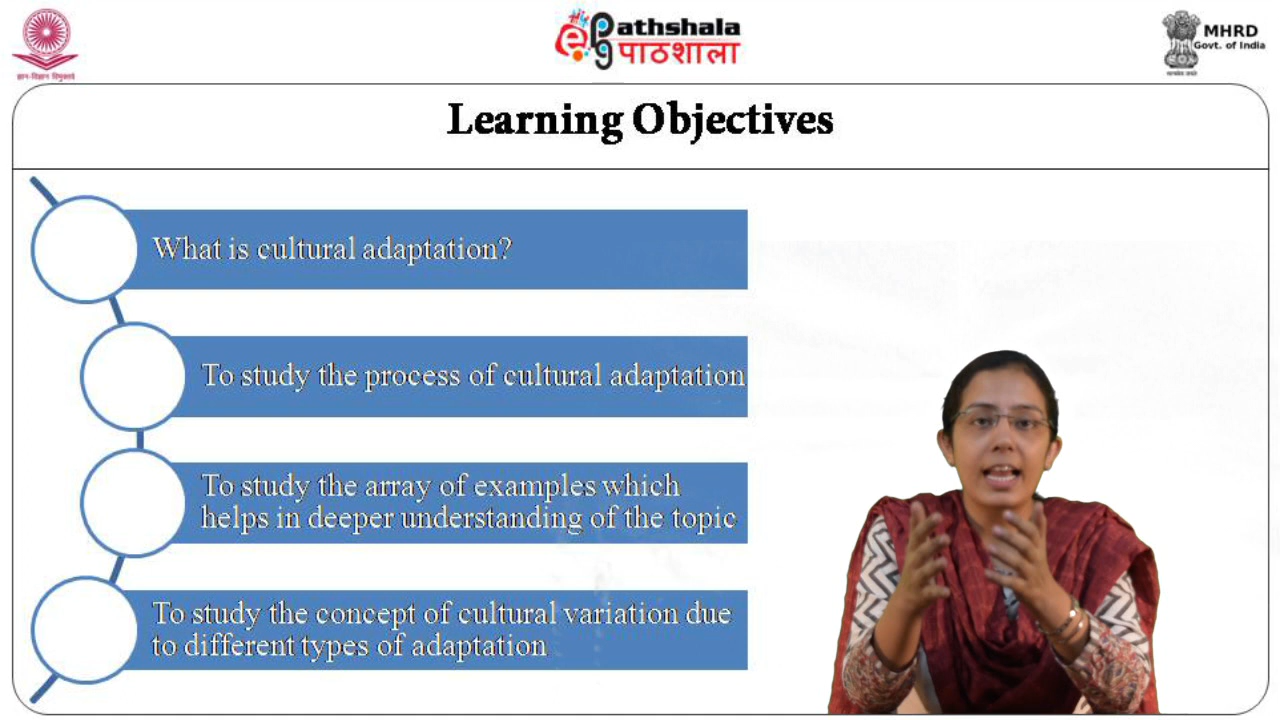 ज्ञान-विज्ञान विमुक्तये
Pathshala
पाठशाला
MHRD
Govt. of India
Learning Objectives
What is cultural adaptation?
To study the process of cultural adaptation
To study the array of examples which
helps in deeper understanding of the topic
To study the concept of cultural variation due
to different types of adaptation